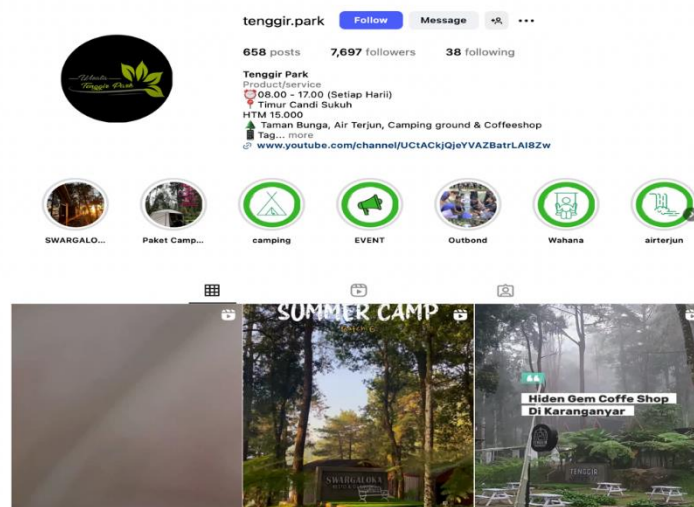 tenggir.park Follow Message
658 posts 7,697 followers 38 following
Wisata
Tenggir Park
Tenggir Park
Product/service
08.00 - 17.00 (Setiap Harii)
Timur Candi Sukuh
HTM 15.000
Taman Bunga, Air Terjun, Camping ground & Coffeeshop
Tag... more
www.youtube.com/channel/UCtACkjQjeYVAZBatrLAI8Zw
SWARGALO... Paket Camp... camping EVENT Outbond Wahana airterjun
SUMMER CAMP
SWARGALOKA
Hiden Gem Coffe Shop
Di Karanganyar
TENGGIR